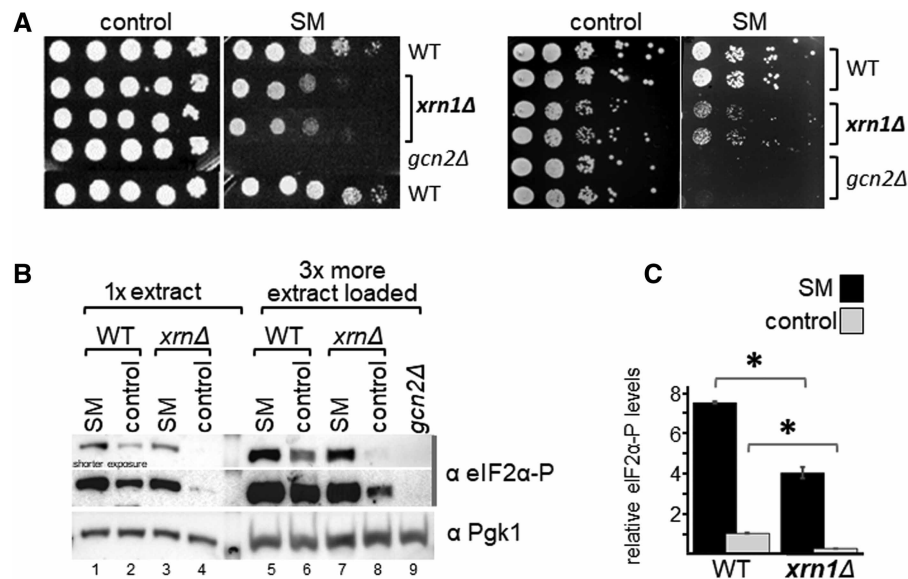 A
control SM
WT
xrn1Δ
gcn2Δ
WT
control SM
WT
xrn1Δ
gcn2Δ
B
1x extract
3x more
extract loaded
WT xrnΔ WT xrnΔ
SM control SM control SM control SM control gcn2Δ
shorter exposure
α eIF2α-P
α Pgk1
1 2 3 4 5 6 7 8 9
C
SM
control
relative eIF2α-P levels
8
6
4
2
* *
WT xrn1Δ